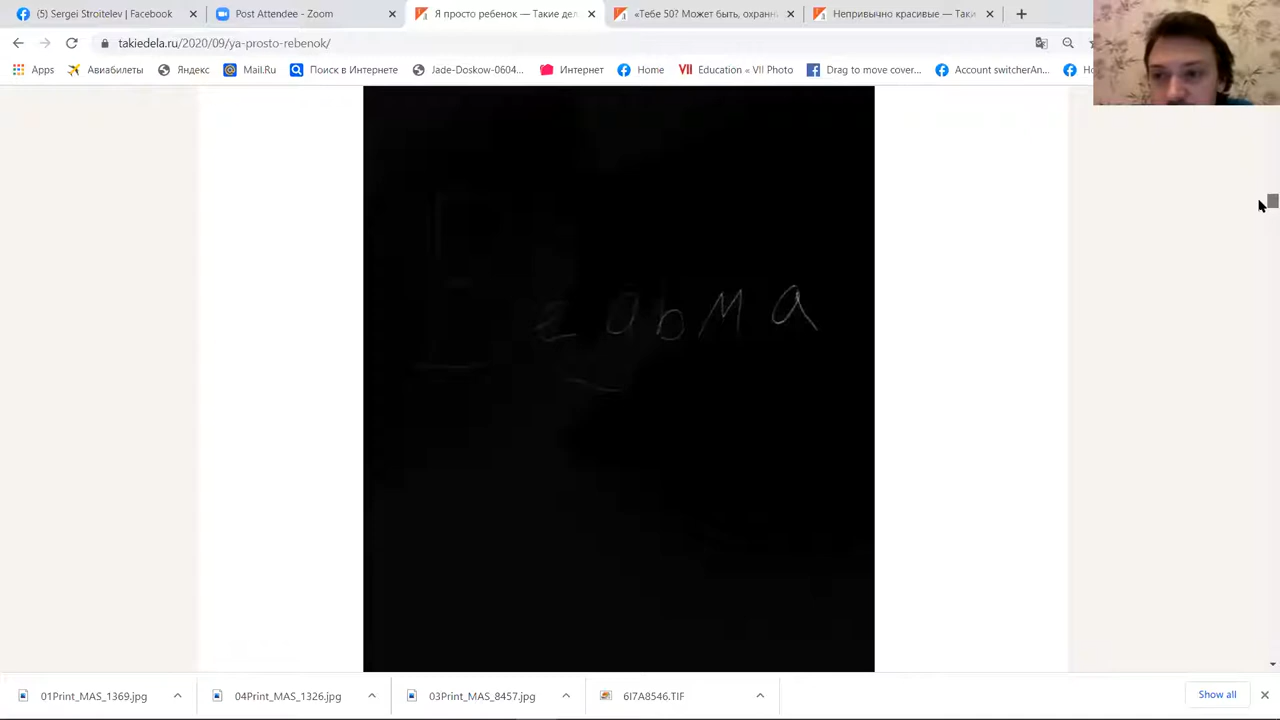 (5) Sergei Stroitelev | Facebook
Post Attendee - Zoom
Я просто ребенок — Такие дел
«Тебе 50? Может быть, охранн
Непривычно красивые — Таки
takiedela.ru/2020/09/ya-prosto-rebenok/
Apps Авиабилеты Яндекс Mail.Ru Поиск в Интернете Jade-Doskow-0604... Интернет Home Education « VII Photo Drag to move cover... Account switcherAn...
01Print_MAS_1369.jpg 04Print_MAS_1326.jpg 03Print_MAS_8457.jpg 6I7A8546.TIF Show all